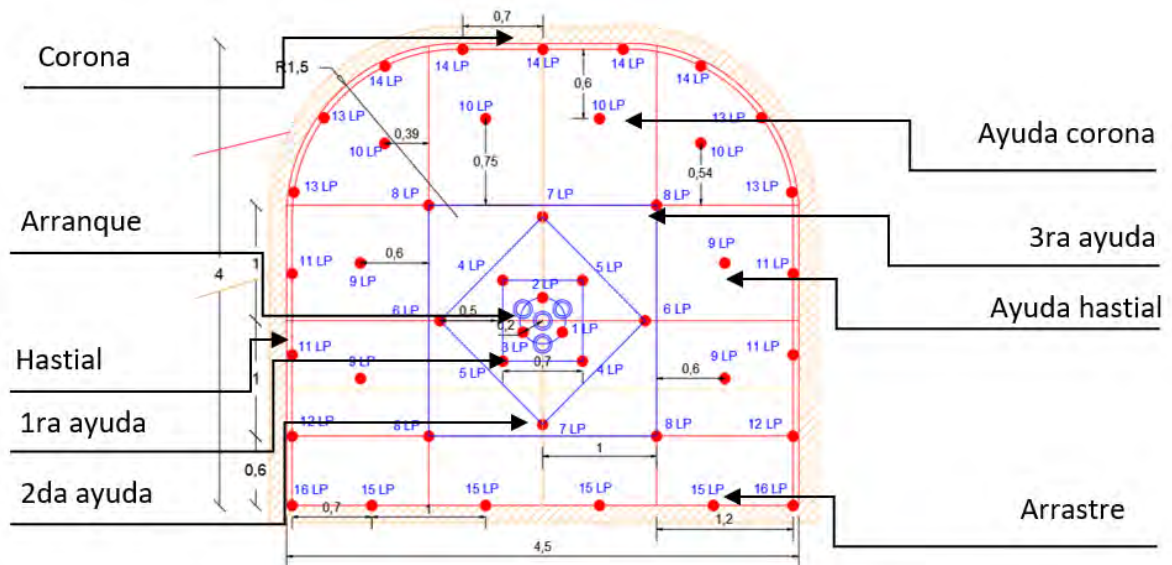 0,7
Corona
R1,5
14 LP
14 LP
14 LP
14 LP
14 LP
0,6
13 LP
10 LP
10 LP
13 LP
Ayuda corona
0,39
10 LP
10 LP
0,75
0,54
13 LP
8 LP
7 LP
8 LP
13 LP
Arranque
3ra ayuda
9 LP
0,6
4
1
11 LP
9 LP
4 LP
5 LP
11 LP
2 LP
Ayuda hastial
6 LP
0,5
6 LP
0,2
1 LP
3 LP
Hastial
11 LP
9 LP
0,7
9 LP
11 LP
5 LP
4 LP
0,6
1
1ra ayuda
12 LP
8 LP
7 LP
8 LP
12 LP
1
0,6
2da ayuda
16 LP
15 LP
15 LP
15 LP
15 LP
16 LP
0,7
1
1,2
Arrastre
4,5